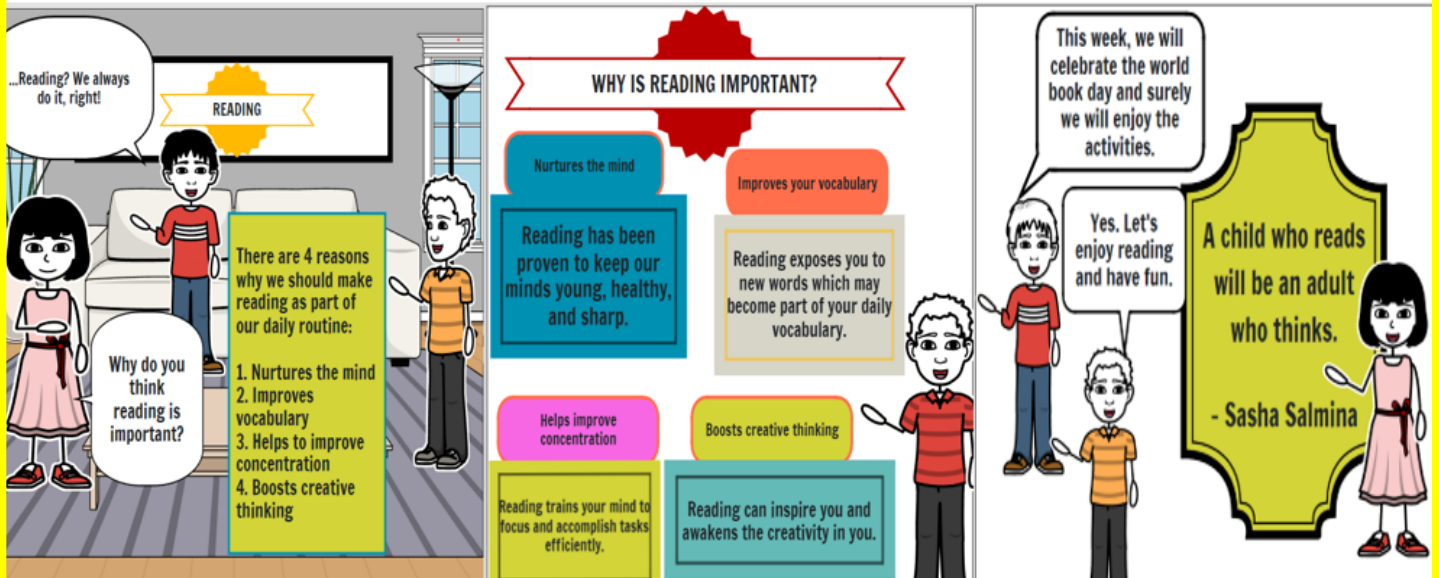 ...Reading? We always
do it, right!
READING
There are 4 reasons
why we should make
reading as part of
our daily routine:
1. Nurtures the mind
2. Improves
vocabulary
3. Helps to improve
concentration
4. Boosts creative
thinking
Why do you
think
reading is
important?
WHY IS READING IMPORTANT?
Nurtures the mind
Reading has been
proven to keep our
minds young, healthy,
and sharp.
Improves your vocabulary
Reading exposes you to
new words which may
become part of your daily
vocabulary.
Helps improve
concentration
Reading trains your mind to
focus and accomplish tasks
efficiently.
Boosts creative thinking
Reading can inspire you and
awakens the creativity in you.
This week, we will
celebrate the world
book day and surely
we will enjoy the
activities.
Yes. Let's
enjoy reading
and have fun.
A child who reads
will be an adult
who thinks.
- Sasha Salmina